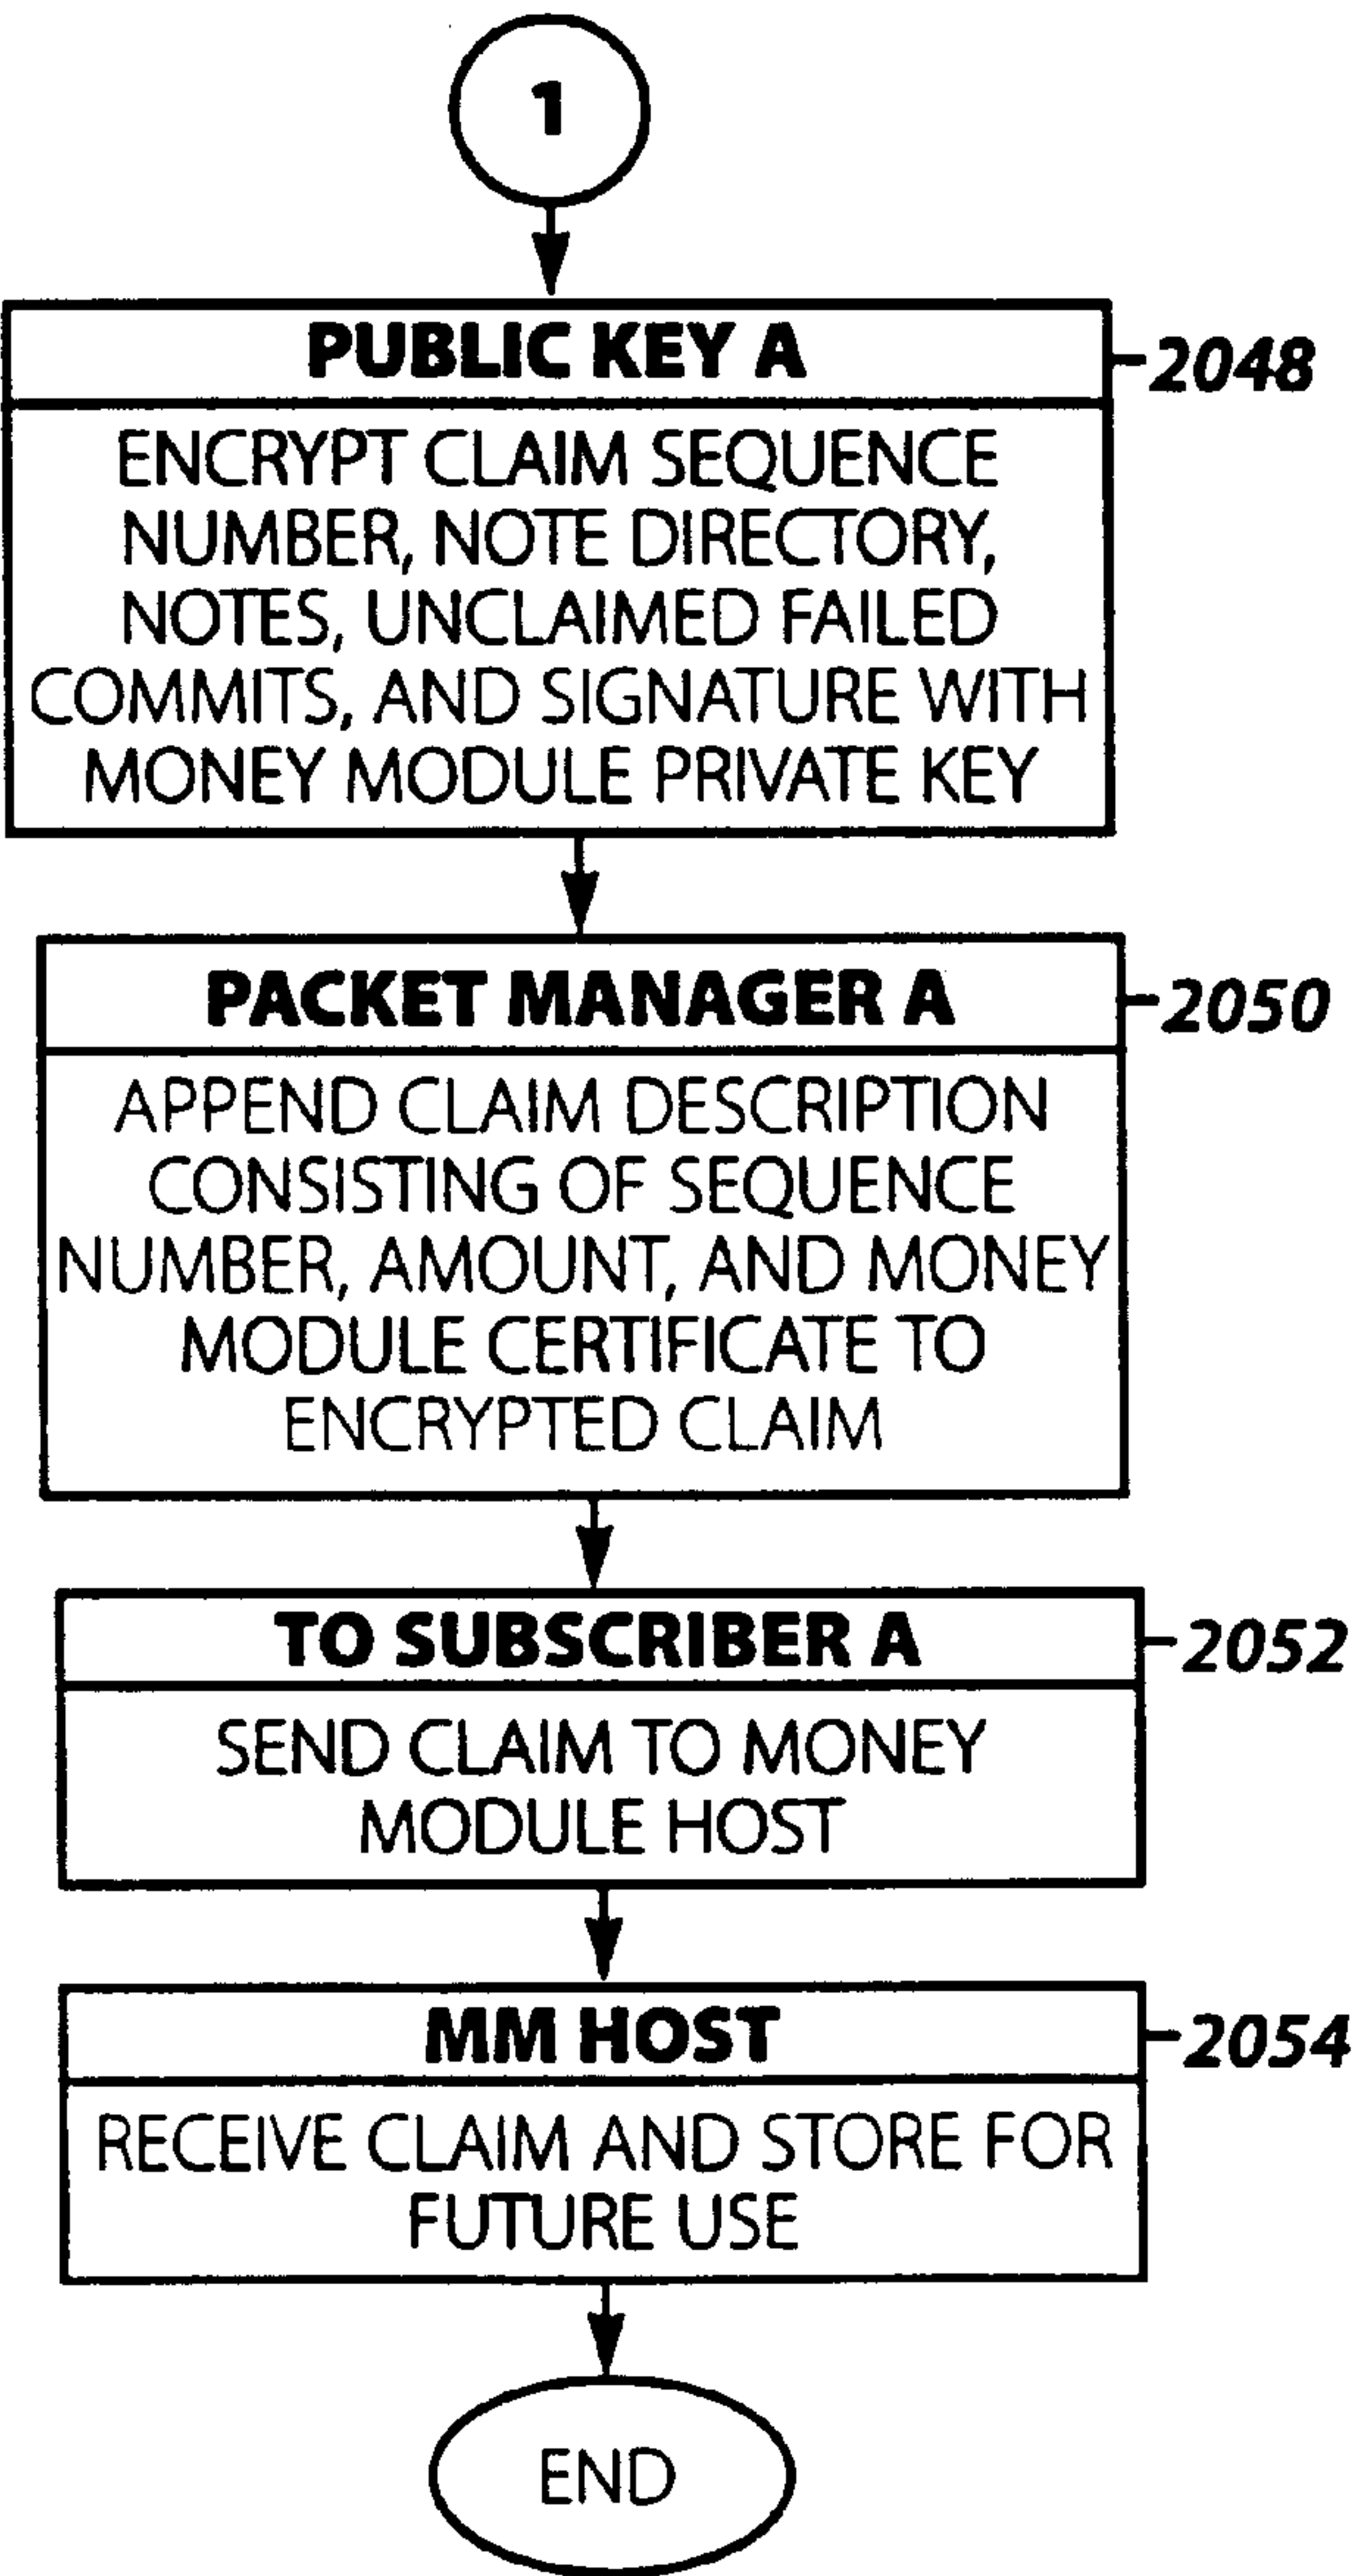 1
PUBLIC KEY A
2048
ENCRYPT CLAIM SEQUENCE
NUMBER, NOTE DIRECTORY,
NOTES, UNCLAIMED FAILED
COMMITS, AND SIGNATURE WITH
MONEY MODULE PRIVATE KEY
PACKET MANAGER A
2050
APPEND CLAIM DESCRIPTION
CONSISTING OF SEQUENCE
NUMBER, AMOUNT, AND MONEY
MODULE CERTIFICATE TO
ENCRYPTED CLAIM
TO SUBSCRIBER A
2052
SEND CLAIM TO MONEY
MODULE HOST
MM HOST
2054
RECEIVE CLAIM AND STORE FOR
FUTURE USE
END